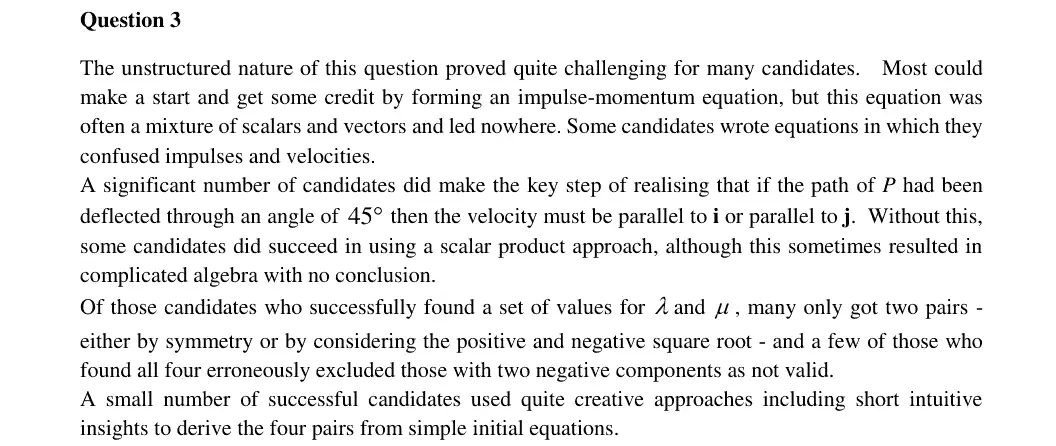 Question 3
The unstructured nature of this question proved quite challenging for many candidates. Most could
make a start and get some credit by forming an impulse-momentum equation, but this equation was
often a mixture of scalars and vectors and led nowhere. Some candidates wrote equations in which they
confused impulses and velocities.
A significant number of candidates did make the key step of realising that if the path of P had been
deflected through an angle of 45° then the velocity must be parallel to i or parallel to j. Without this,
some candidates did succeed in using a scalar product approach, although this sometimes resulted in
complicated algebra with no conclusion.
Of those candidates who successfully found a set of values for λ and μ , many only got two pairs -
either by symmetry or by considering the positive and negative square root - and a few of those who
found all four erroneously excluded those with two negative components as not valid.
A small number of successful candidates used quite creative approaches including short intuitive
insights to derive the four pairs from simple initial equations.